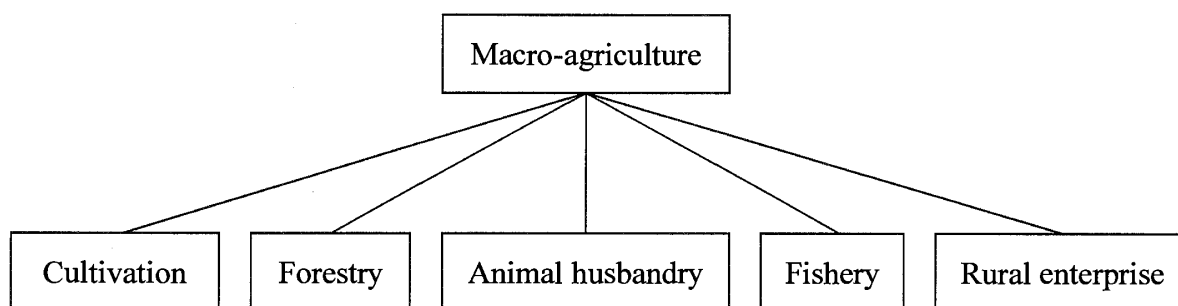 Macro-agriculture
Cultivation
Forestry
Animal husbandry
Fishery
Rural enterprise